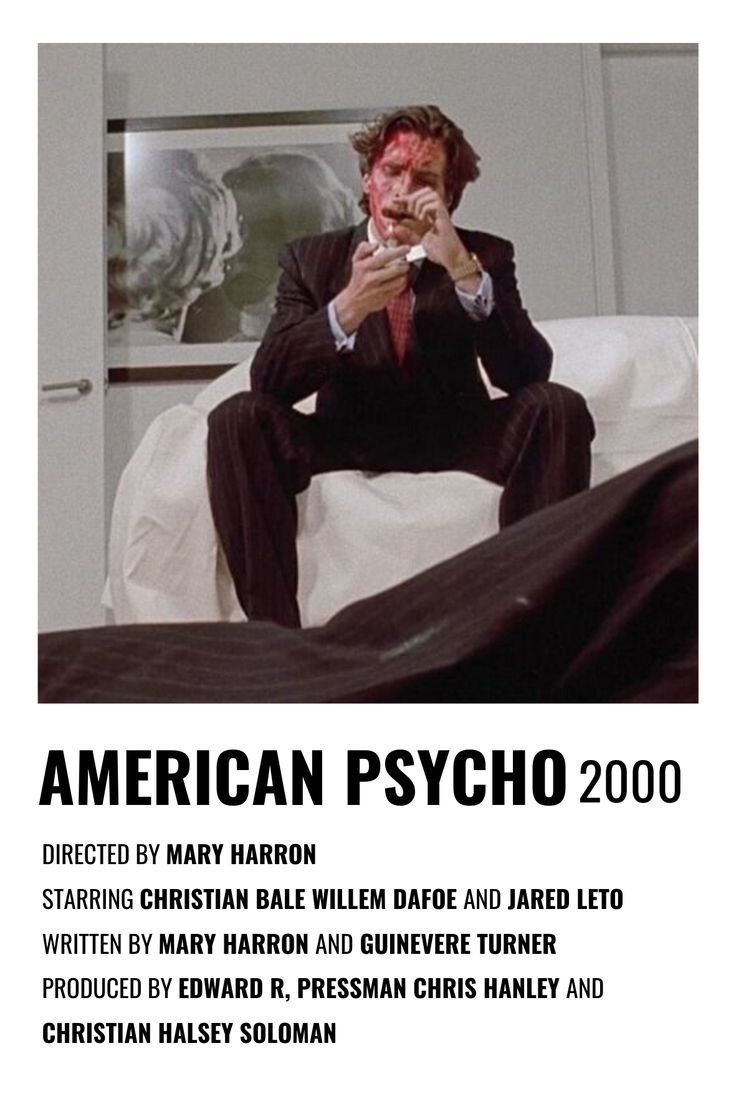 AMERICAN PSYCHO 2000
DIRECTED BY MARY HARRON
STARRING CHRISTIAN BALE WILLEM DAFOE AND JARED LETO
WRITTEN BY MARY HARRON AND GUINEVERE TURNER
PRODUCED BY EDWARD R, PRESSMAN CHRIS HANLEY AND
CHRISTIAN HALSEY SOLOMAN